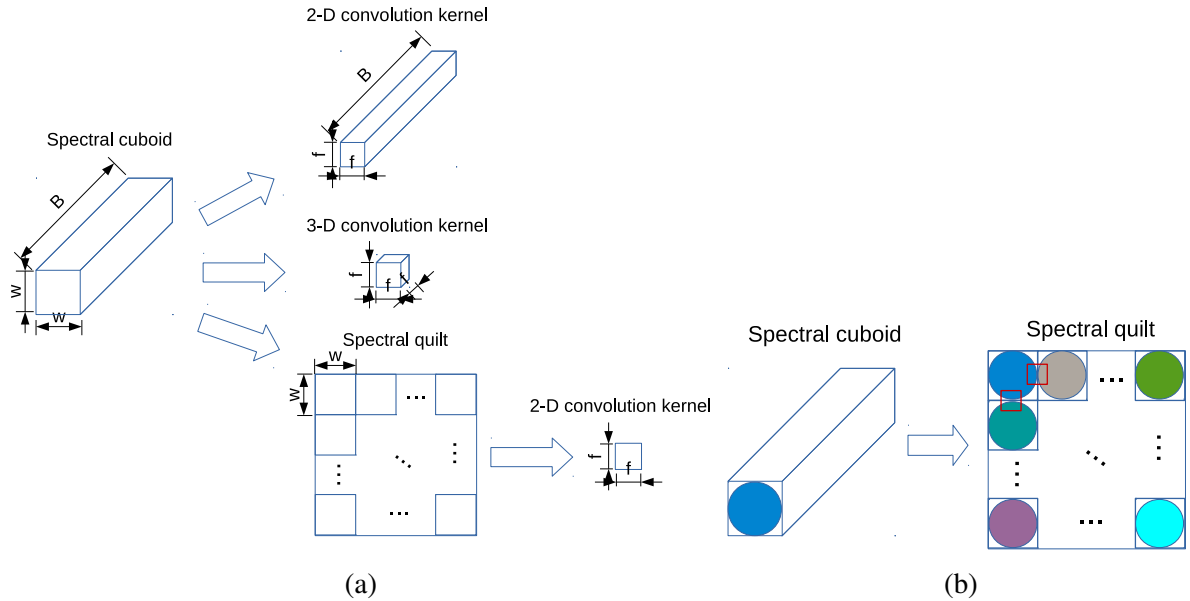 2-D convolution kernel
B
f
f
Spectral cuboid
B
w
w
3-D convolution kernel
f
f
f
Spectral quilt
w
w
...
...
...
...
...
2-D convolution kernel
f
f
(a)
Spectral cuboid
Spectral quilt
...
...
...
...
...
(b)